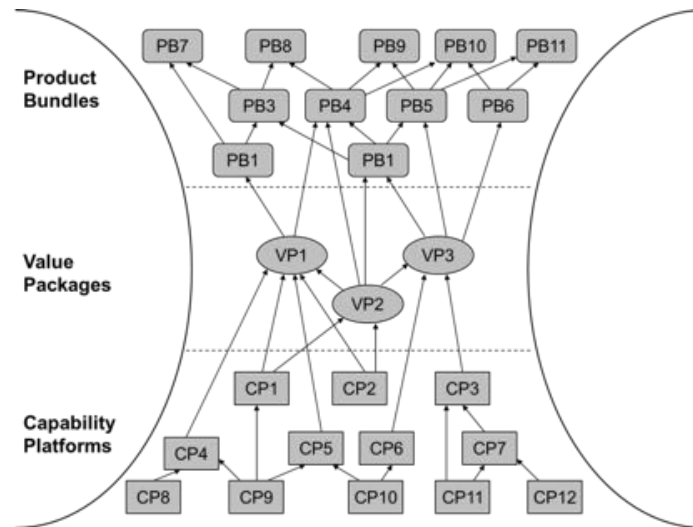 PB7
PB8
PB9
PB10
PB11
Product
Bundles
PB3
PB4
PB5
PB6
PB1
PB1
Value
Packages
VP1
VP3
VP2
CP1
CP2
CP3
Capability
Platforms
CP4
CP5
CP6
CP7
CP8
CP9
CP10
CP11
CP12